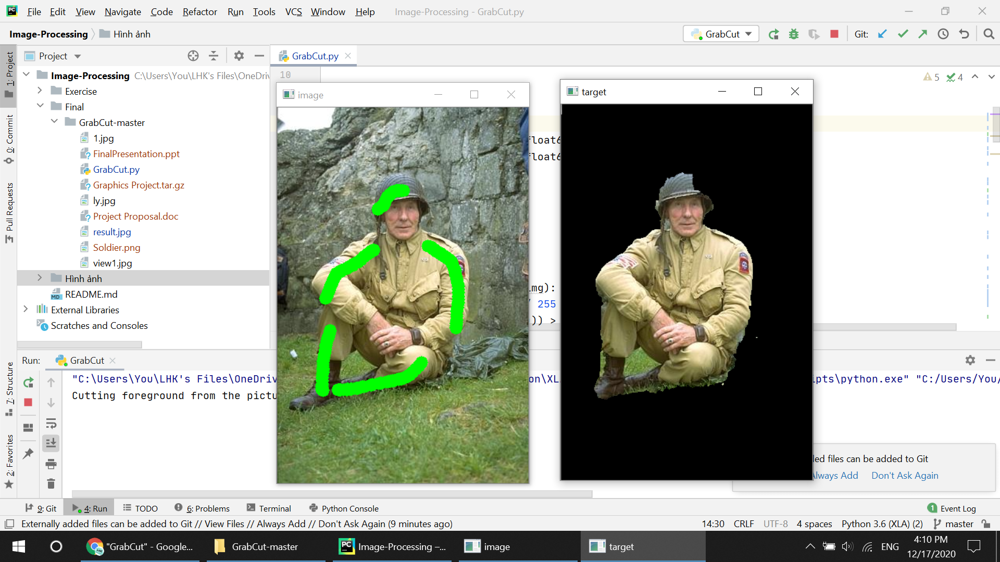 File Edit View Navigate Code Refactor Run Tools VCS Window Help Image-Processing - GrabCut.py
Image-Processing Hình ảnh GrabCut Git:
1: Project
0: Commit
Pull Requests
7: Structure
2: Favorites
Project
Image-Processing C:\Users\You\LHK's Files\OneDriv
Exercise
Final
GrabCut-master
1.jpg
FinalPresentation.ppt
GrabCut.py
Graphics Project.tar.gz
ly.jpg
Project Proposal.doc
result.jpg
Soldier.png
view1.jpg
Hình ảnh
README.md
External Libraries
Scratches and Consoles
GrabCut.py
10
5 4
image
target
float6
float6
img):
255
)) >
Run: GrabCut
"C:\Users\You\LHK's Files\OneDriv on\XL ipts\python.exe" "C:/Users/You/
Cutting foreground from the pictu
led files can be added to Git
Always Add Don't Ask Again
9: Git 4: Run TODO 6: Problems Terminal Python Console 1 Event Log
Externally added files can be added to Git // View Files // Always Add // Don't Ask Again (9 minutes ago) 14:30 CRLF UTF-8 4 spaces Python 3.6 (XLA) (2) master
"GrabCut" - Google... GrabCut-master Image-Processing –... image target ENG 4:10 PM
12/17/2020